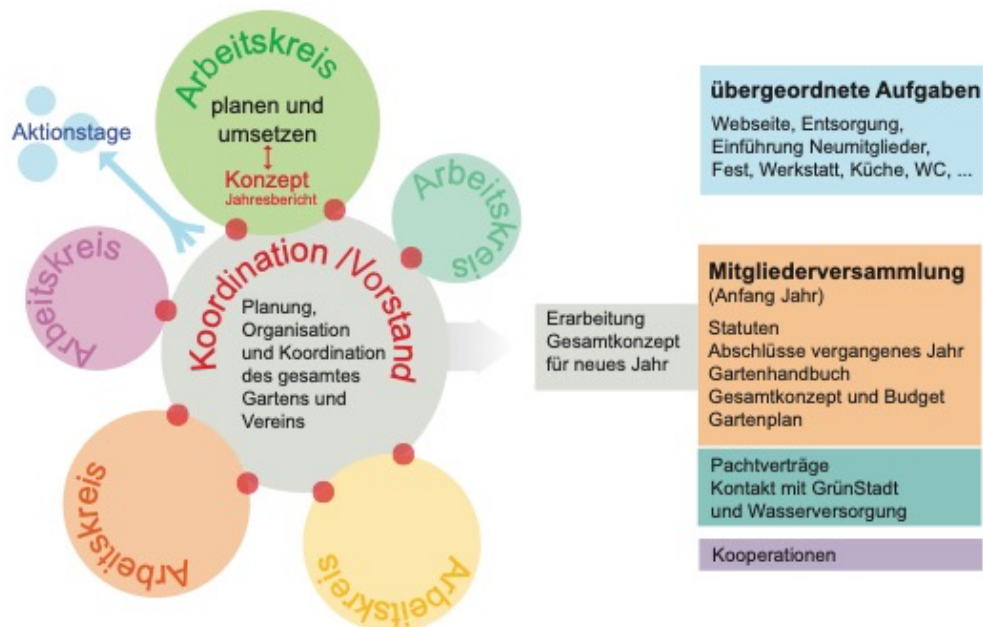 Aktionstage
Arbeitskreis
planen und
umsetzen
Konzept
Jahresbericht
Arbeitskreis
Arbeitskreis
Koordination /Vorstand
Planung,
Organisation
und Koordination
des gesamtes
Gartens und
Vereins
Arbeitskreis
Arbeitskreis
Erarbeitung
Gesamtkonzept
für neues Jahr
übergeordnete Aufgaben
Webseite, Entsorgung,
Einführung Neumitglieder,
Fest, Werkstatt, Küche, WC, ...
Mitgliederversammlung
(Anfang Jahr)
Statuten
Abschlüsse vergangenes Jahr
Gartenhandbuch
Gesamtkonzept und Budget
Gartenplan
Pachtverträge
Kontakt mit GrünStadt
und Wasserversorgung
Kooperationen